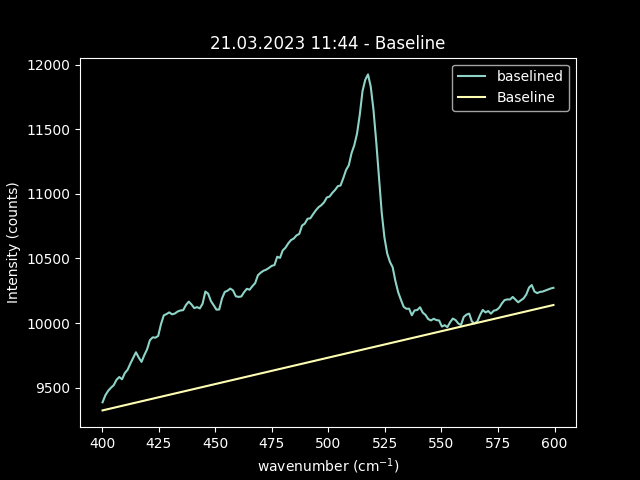 21.03.2023 11:44 - Baseline
baselined
Baseline
Intensity (counts)
12000
11500
11000
10500
10000
9500
400 425 450 475 500 525 550 575 600
wavenumber (cm⁻¹)